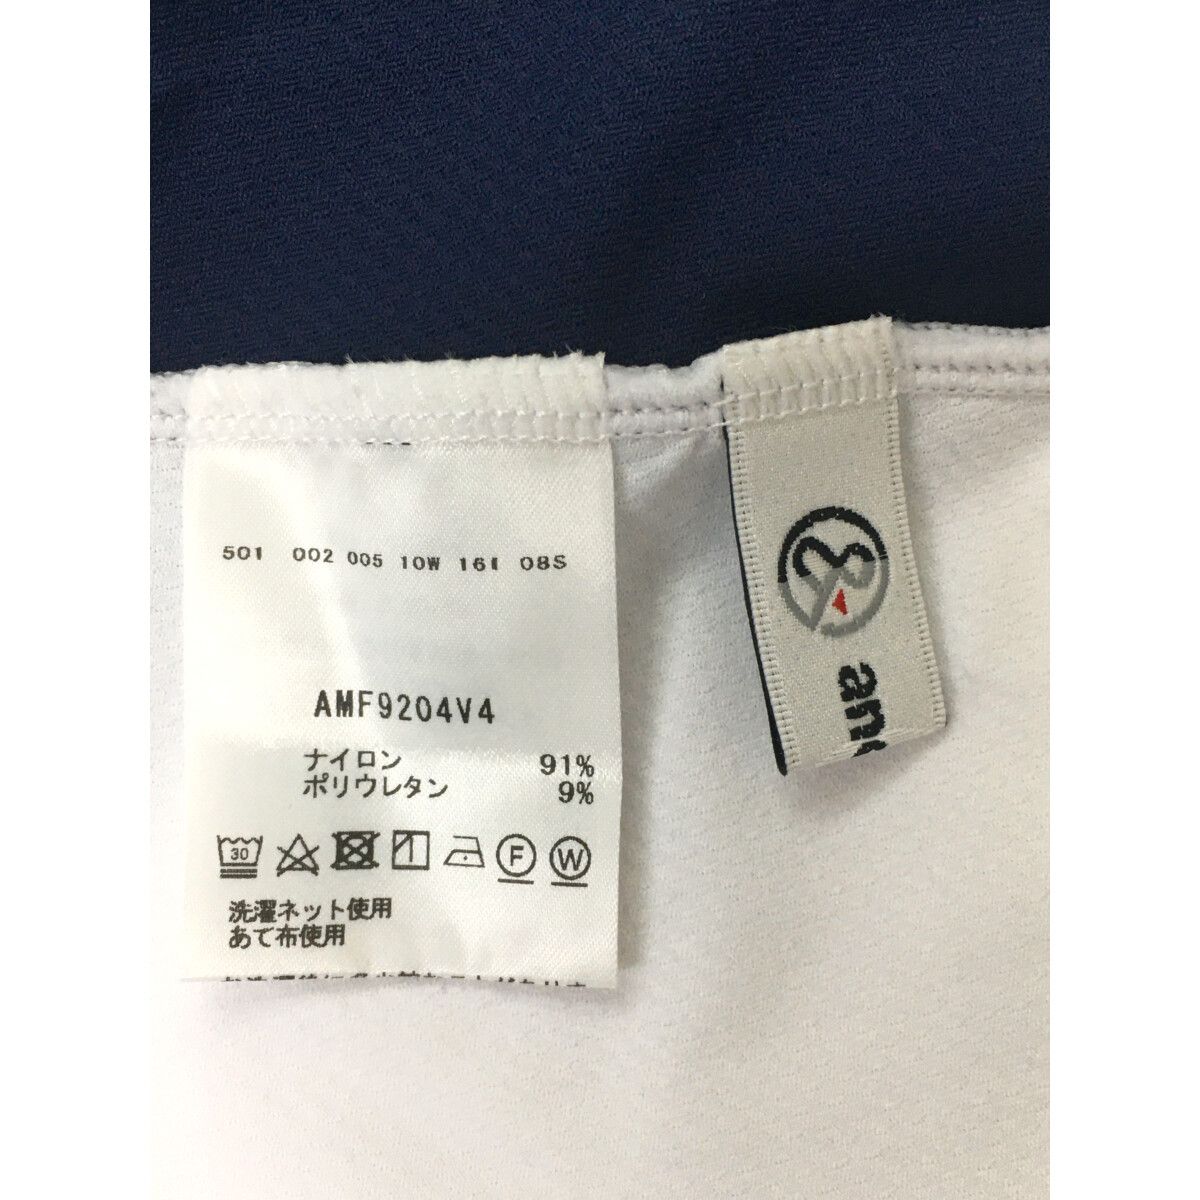 501 002 005 10W 161 08S
AMF9204V4
ナイロン 91%
ポリウレタン 9%
30
F
W
洗濯ネット使用
あて布使用
&
an